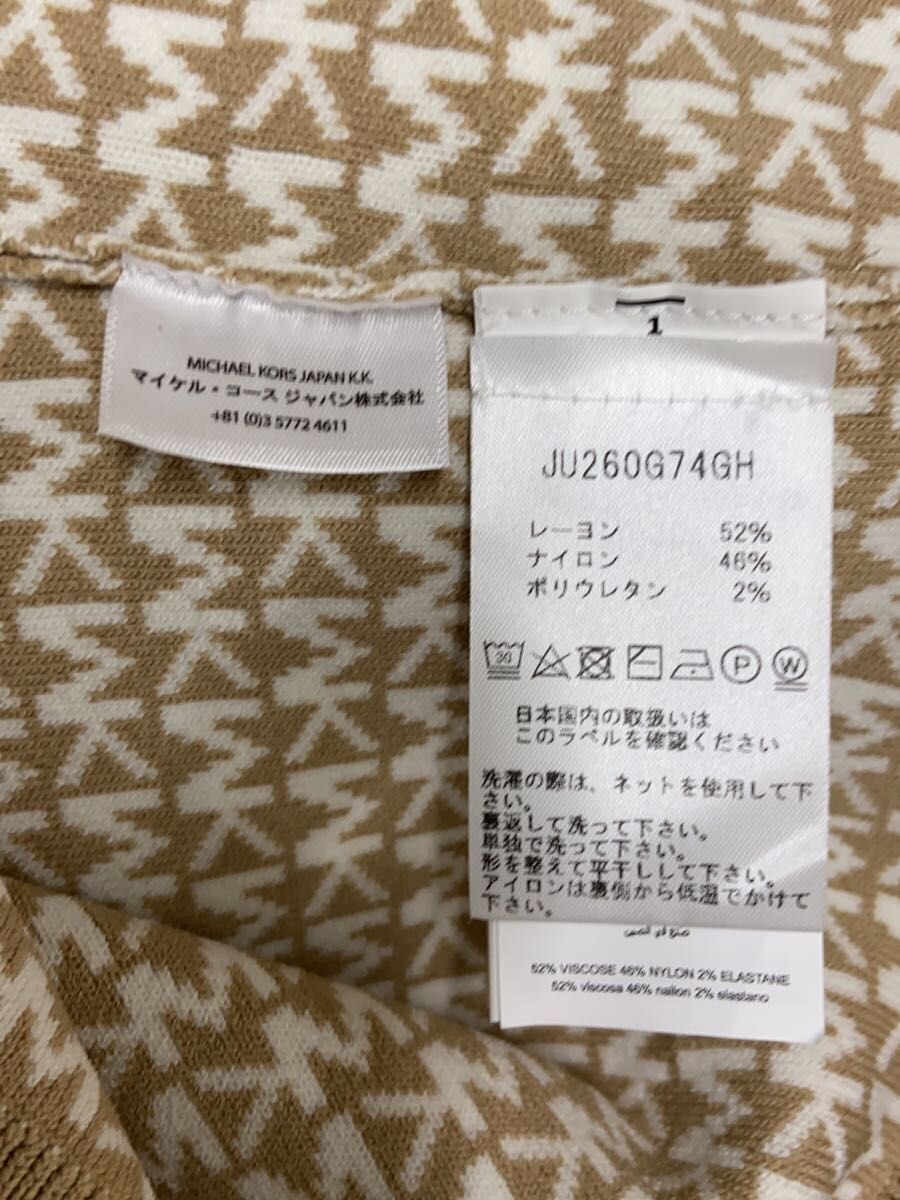 MICHAEL KORS JAPAN K.K.
マイケル・コース ジャパン株式会社
+81 (0)3 5772 4611
1
JU260G74GH
レーヨン 52%
ナイロン 46%
ポリウレタン 2%
30
P
W
日本国内の取扱いは
このラベルを確認ください
洗濯の際は、ネットを使用して下
さい。
裏返して洗って下さい。
単独で洗って下さい。
形を整えて平干しして下さい。
アイロンは裏側から低温でかけて
下さい。
صنع في الصين
52% VISCOSE 46% NYLON 2% ELASTANE
52% viscosa 46% nailon 2% elastano